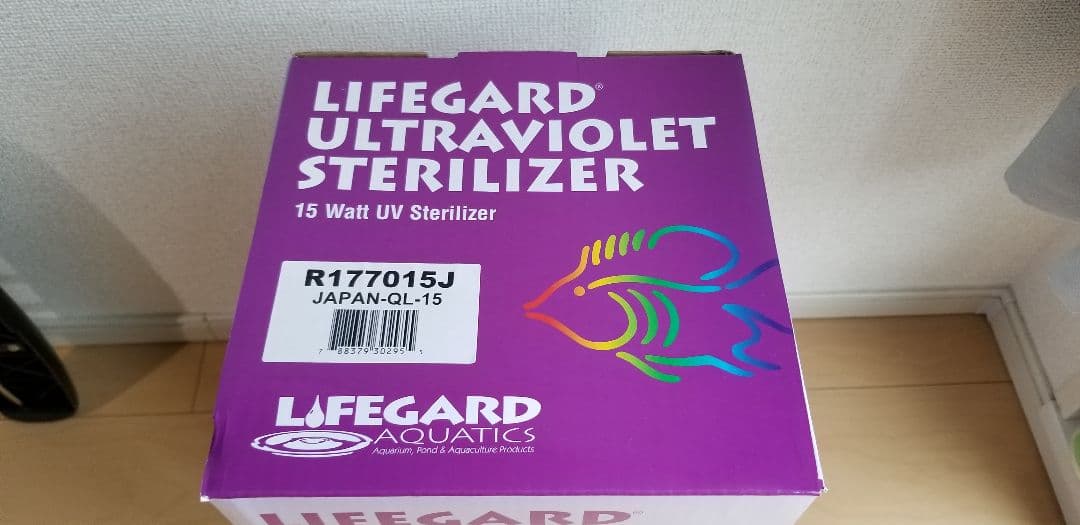 LIFEGARD®
ULTRAVIOLET
STERILIZER
15 Watt UV Sterilizer
R177015J
JAPAN-QL-15
7 88379 30295 1
LIFEGARD
AQUATICS
Aquarium, Pond & Aquaculture Products
LIFEGARD®